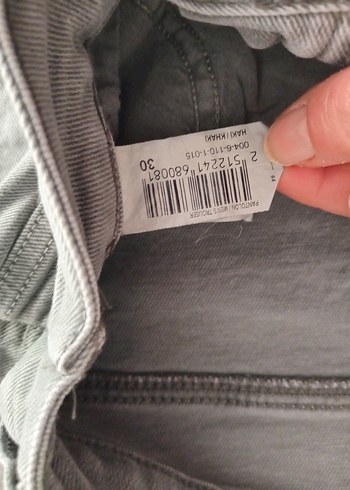 PANTOLON / MEN'S TROUSER
2 512241 680081
30
004-6-110-1-015
HAKI / KHAKI